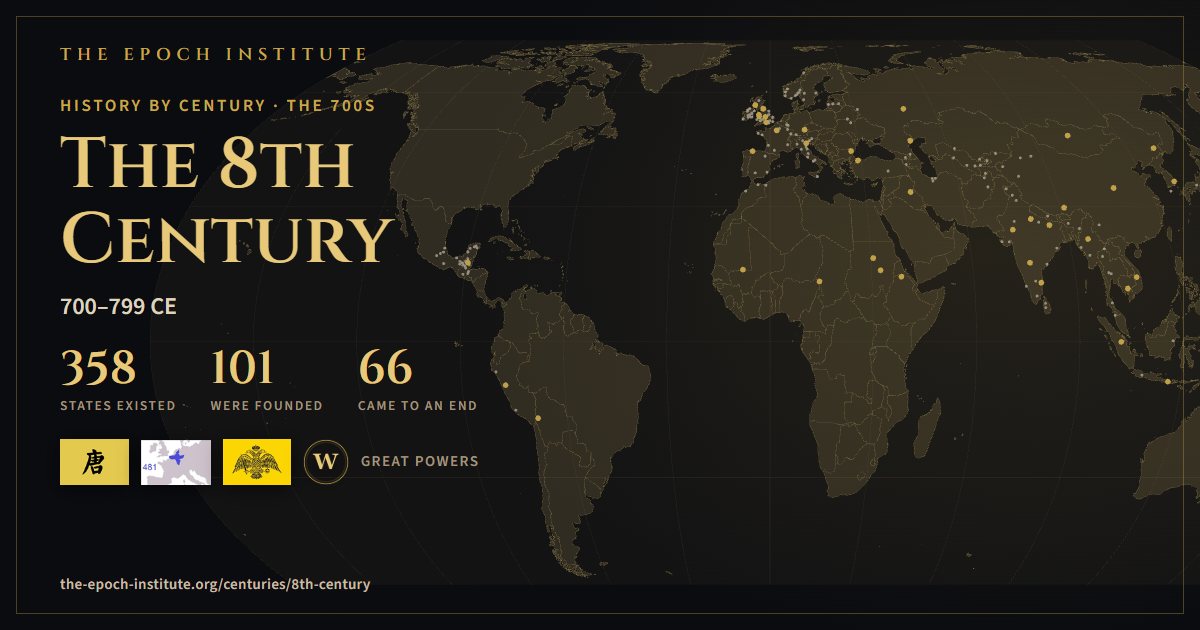 THE EPOCH INSTITUTE
HISTORY BY CENTURY · THE 700S
THE 8TH
CENTURY
700–799 CE
358 101 66
STATES EXISTED WERE FOUNDED CAME TO AN END
唐 481 W GREAT POWERS
the-epoch-institute.org/centuries/8th-century